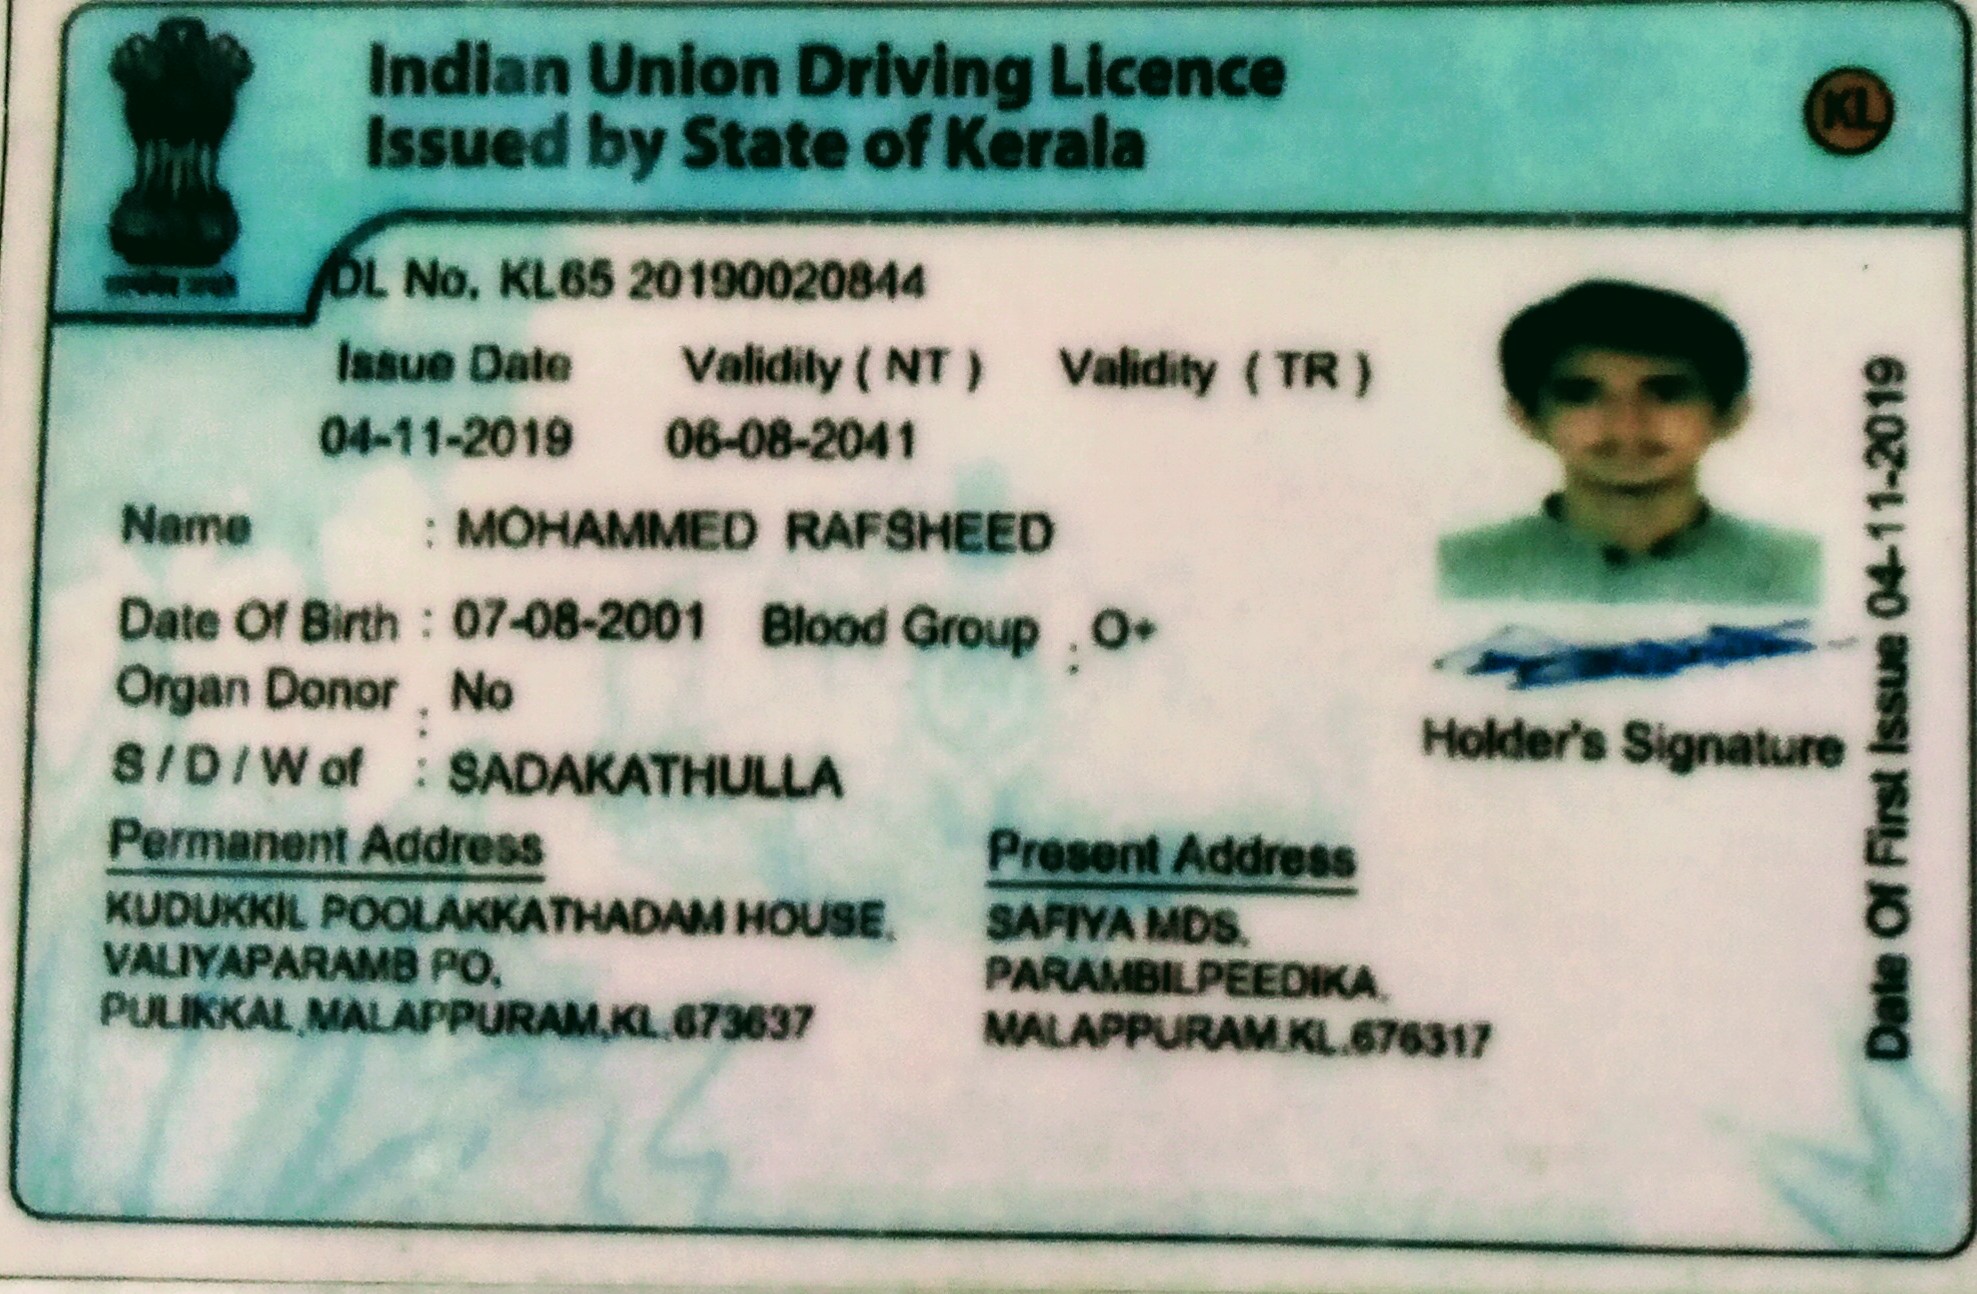 Indian Union Driving Licence
Issued by State of Kerala
KL
DL No. KL65 20190020844
Issue Date Validity ( NT ) Validity ( TR )
04-11-2019 06-08-2041
Name : MOHAMMED RAFSHEED
Date Of Birth : 07-08-2001 Blood Group : O+
Organ Donor : No
S / D / W of : SADAKATHULLA
Holder's Signature
Permanent Address
KUDUKKIL POOLAKKATHADAM HOUSE,
VALIYAPARAMB PO,
PULIKKAL,MALAPPURAM,KL,673637
Present Address
SAFIYA MDS,
PARAMBILPEEDIKA,
MALAPPURAM,KL,676317
Date Of First Issue 04-11-2019